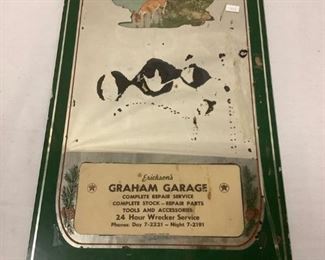 Erickson's
GRAHAM GARAGE
COMPLETE REPAIR SERVICE
COMPLETE STOCK - REPAIR PARTS
TOOLS AND ACCESSORIES
24 Hour Wrecker Service
Phones: Day 7-2221 - Night 7-2191